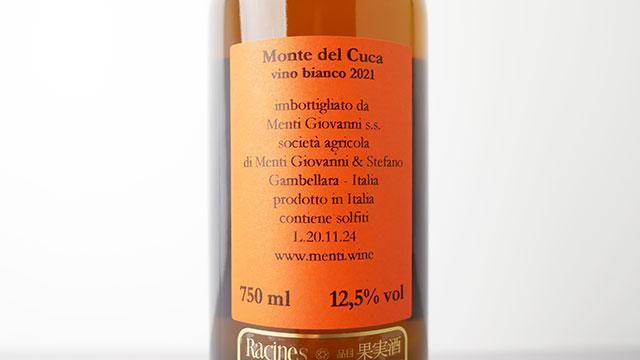 Monte del Cuca
vino bianco 2021
imbottigliato da
Menti Giovanni s.s.
società agricola
di Menti Giovanni & Stefano
Gambellara - Italia
prodotto in Italia
contiene solfiti
L.20.11.24
www.menti.wine
750 ml 12,5% vol
Racines 品目 果実酒